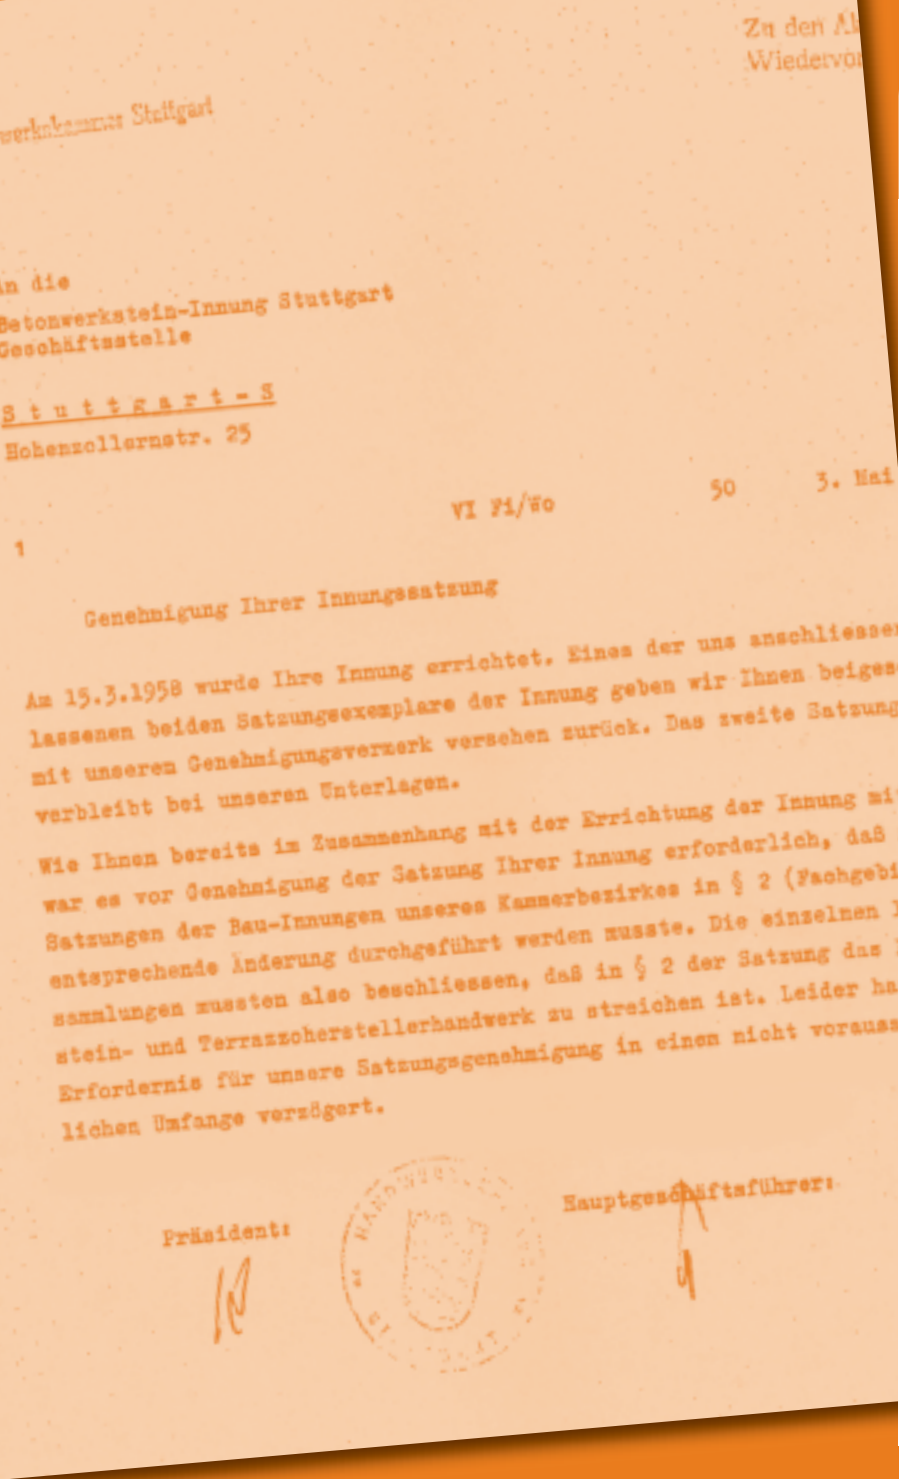 Zu den Ak
Wiedervor
werkskammer Stuttgart
An die
Betonwerkstein-Innung Stuttgart
Geschäftsstelle
S t u t t g a r t - S
Hohenzollernstr. 25
VI Fi/Wo 50 3. Mai
1
Genehmigung Ihrer Innungssatzung
Am 15.3.1958 wurde Ihre Innung errichtet. Eines der uns anschliessen
lassenen beiden Satzungsexemplare der Innung geben wir Ihnen beiges
mit unserem Genehmigungsvermerk versehen zurück. Das zweite Satzung
verbleibt bei unseren Unterlagen.
Wie Ihnen bereits im Zusammenhang mit der Errichtung der Innung mi
war es vor Genehmigung der Satzung Ihrer Innung erforderlich, daß
Satzungen der Bau-Innungen unseres Kammerbezirkes in § 2 (Fachgebi
entsprechende Änderung durchgeführt werden musste. Die einzelnen
sammlungen mussten also beschliessen, daß in § 2 der Satzung das
stein- und Terrazzoherstellerhandwerk zu streichen ist. Leider ha
Erfordernis für unsere Satzungsgenehmigung in einem nicht vorauss
lichen Umfange verzögert.
Präsident:
Hauptgeschäftsführer: